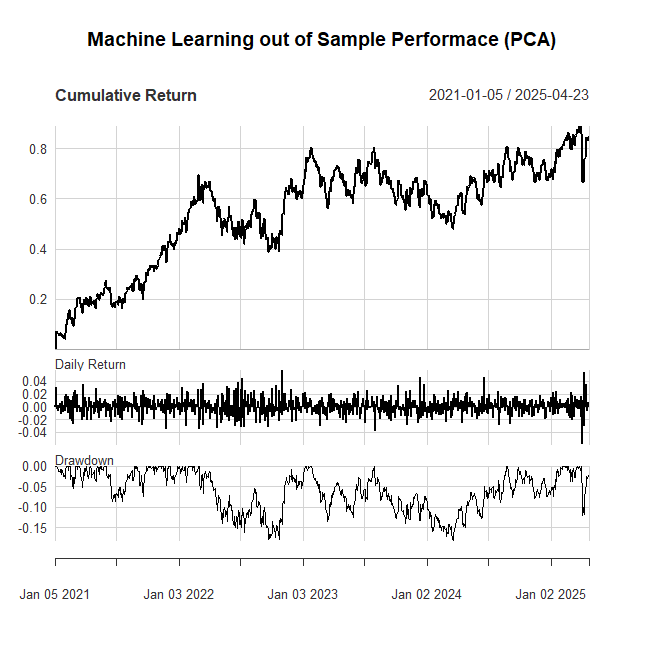 Machine Learning out of Sample Performace (PCA)
Cumulative Return 2021-01-05 / 2025-04-23
0.8
0.6
0.4
0.2
Daily Return
0.04
0.02
0.00
-0.02
-0.04
Drawdown
0.00
-0.05
-0.10
-0.15
Jan 05 2021 Jan 03 2022 Jan 03 2023 Jan 02 2024 Jan 02 2025